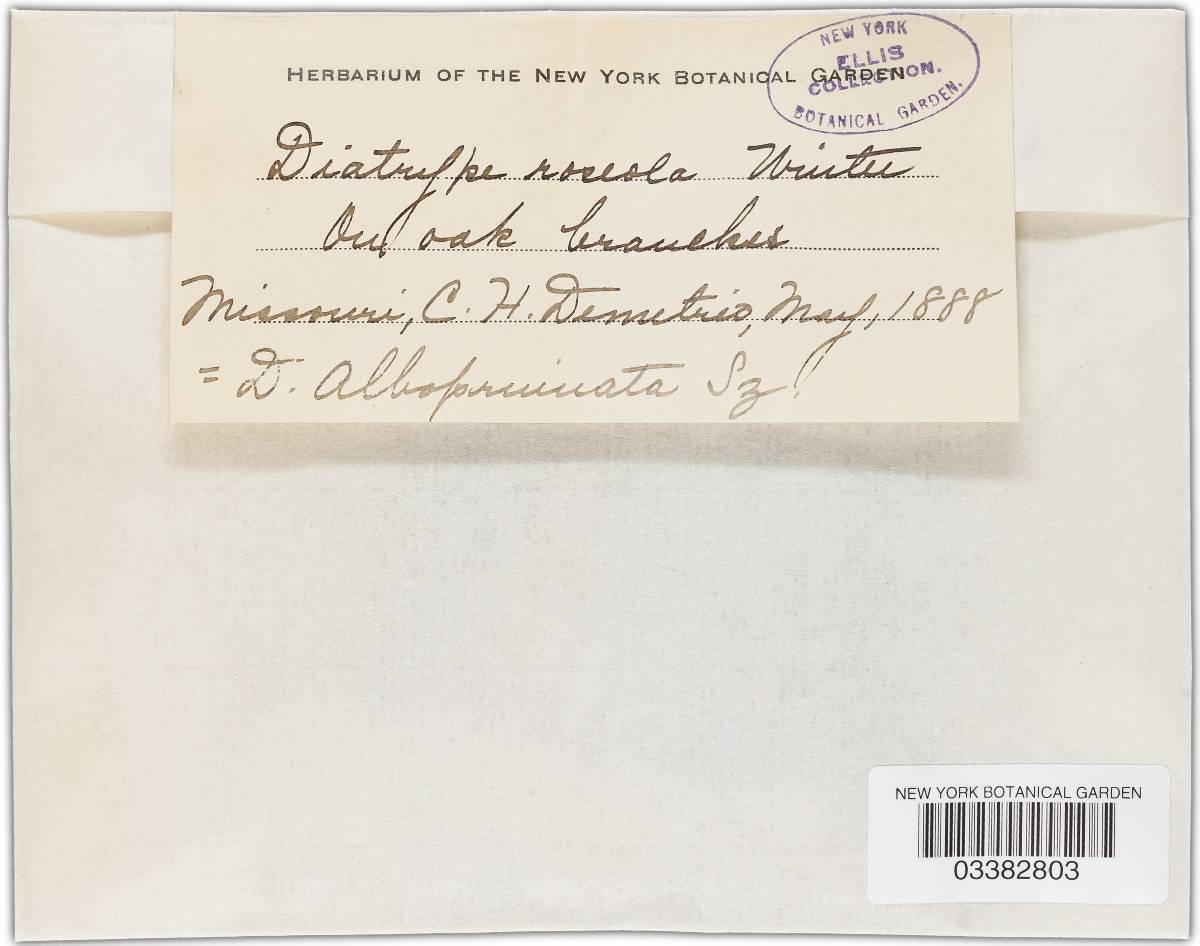 HERBARIUM OF THE NEW YORK BOTANICAL GARDEN
NEW YORK
ELLIS
COLLECTION.
BOTANICAL GARDEN.
Diatrype roseola Winter
On oak branches
Missouri, C. H. Demetrio, May, 1888
= D. Albopruinata Sz!
NEW YORK BOTANICAL GARDEN
03382803